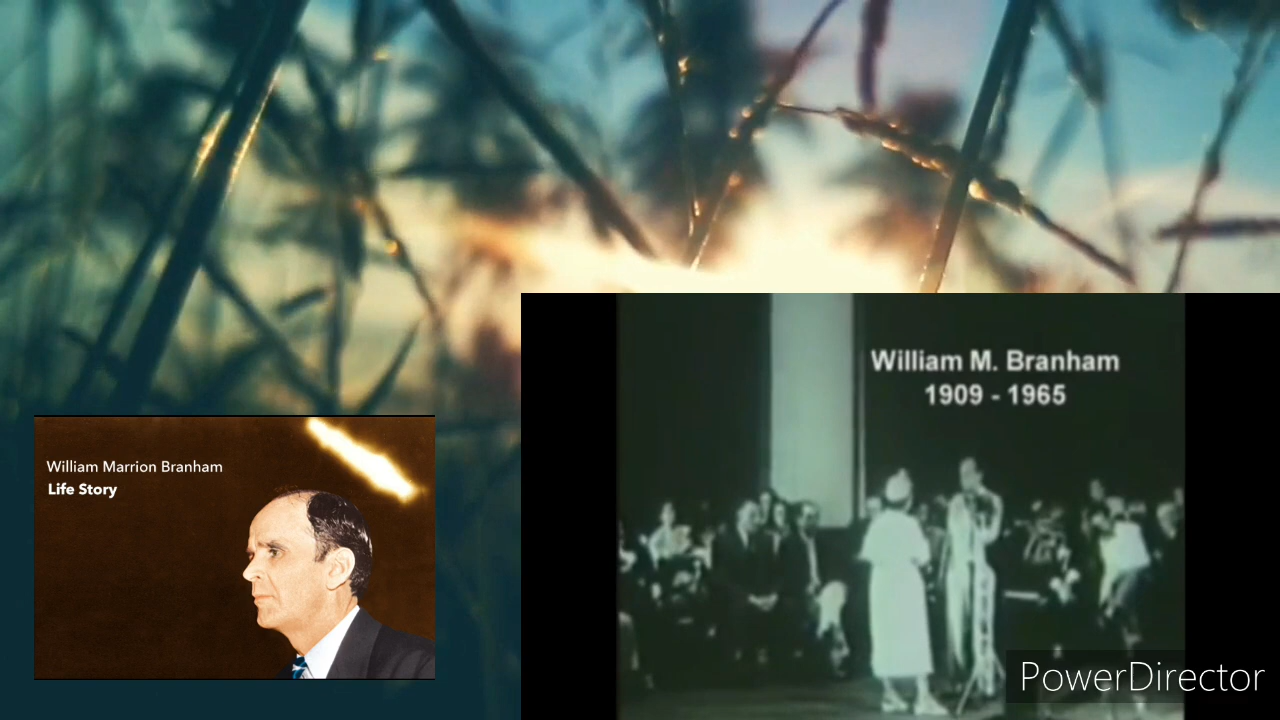 William M. Branham
1909 - 1965
William Marrion Branham
Life Story
PowerDirector